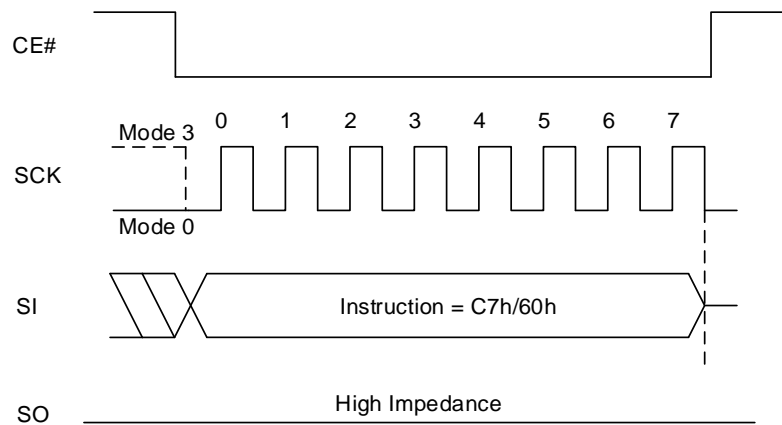 CE#
0 1 2 3 4 5 6 7
Mode 3
SCK
Mode 0
SI
Instruction = C7h/60h
High Impedance
SO